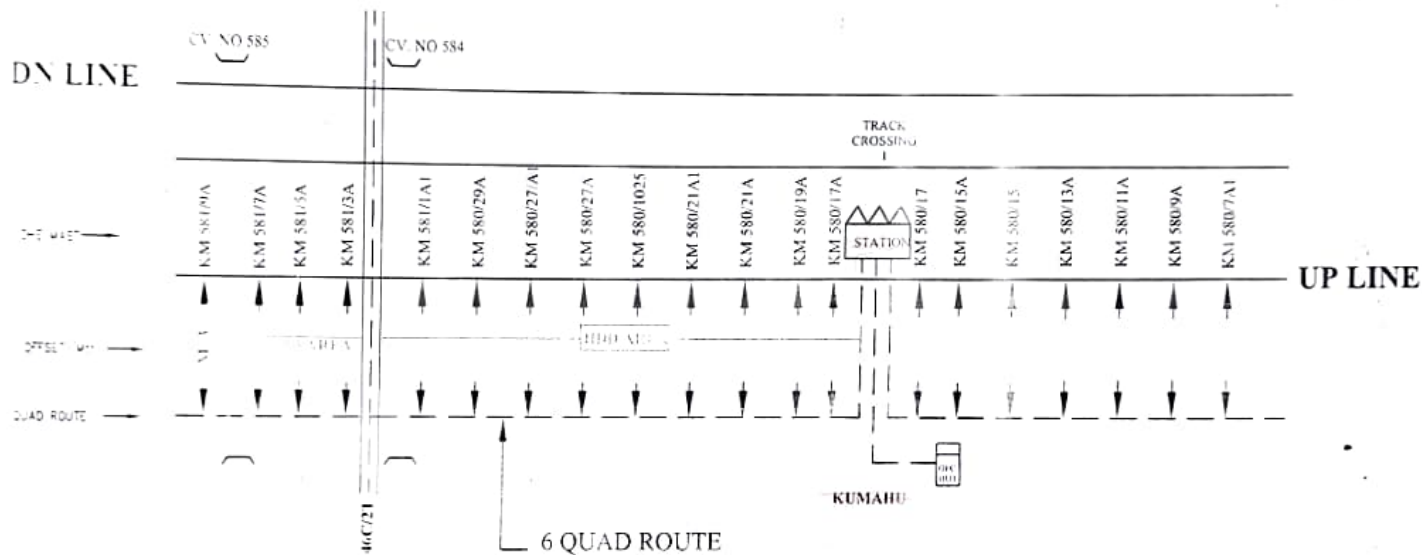 CV. NO 585
CV. NO 584
DN LINE
TRACK
CROSSING
KM 581/9A
KM 581/7A
KM 581/5A
KM 581/3A
KM 581/1A1
KM 580/29A
KM 580/27/A1
KM 580/27A
KM 580/1025
KM 580/21A1
KM 580/21A
KM 580/19A
KM 580/17A
STATION
KM 580/17
KM 580/15A
KM 580/15
KM 580/13A
KM 580/11A
KM 580/9A
KM 580/7A1
UP LINE
QUAD ROUTE
46C/21
KUMAHU
6 QUAD ROUTE